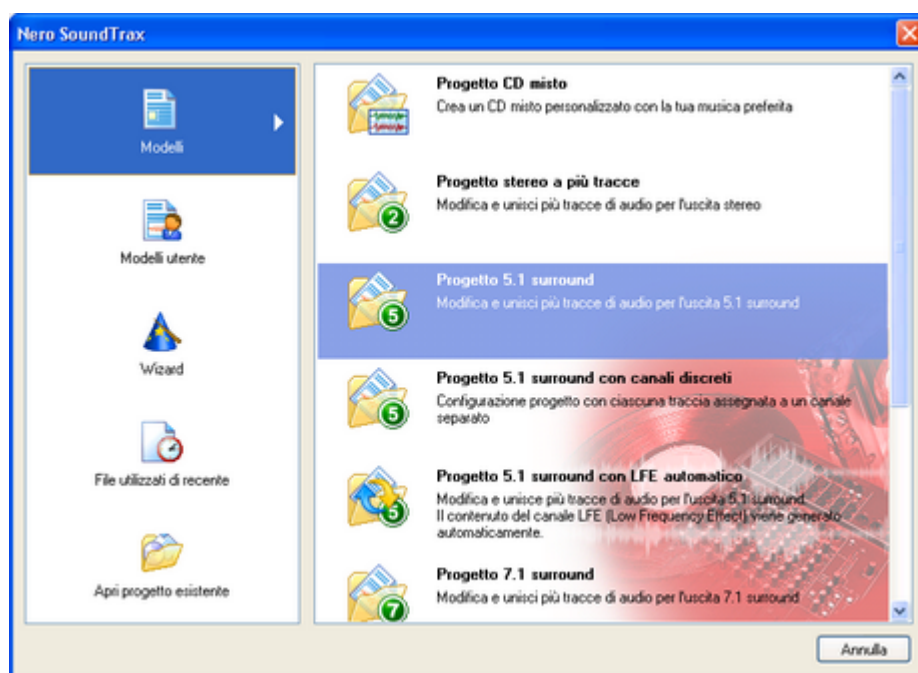 Nero SoundTrax
Modelli
Modelli utente
Wizard
File utilizzati di recente
Apri progetto esistente
Progetto CD misto
Crea un CD misto personalizzato con la tua musica preferita
Progetto stereo a più tracce
Modifica e unisci più tracce di audio per l'uscita stereo
2
Progetto 5.1 surround
Modifica e unisci più tracce di audio per l'uscita 5.1 surround
5
Progetto 5.1 surround con canali discreti
Configurazione progetto con ciascuna traccia assegnata a un canale
separato
5
Progetto 5.1 surround con LFE automatico
Modifica e unisce più tracce di audio per l'uscita 5.1 surround.
Il contenuto del canale LFE (Low Frequency Effect) viene generato
automaticamente.
5
Progetto 7.1 surround
Modifica e unisci più tracce di audio per l'uscita 7.1 surround
7
Annulla